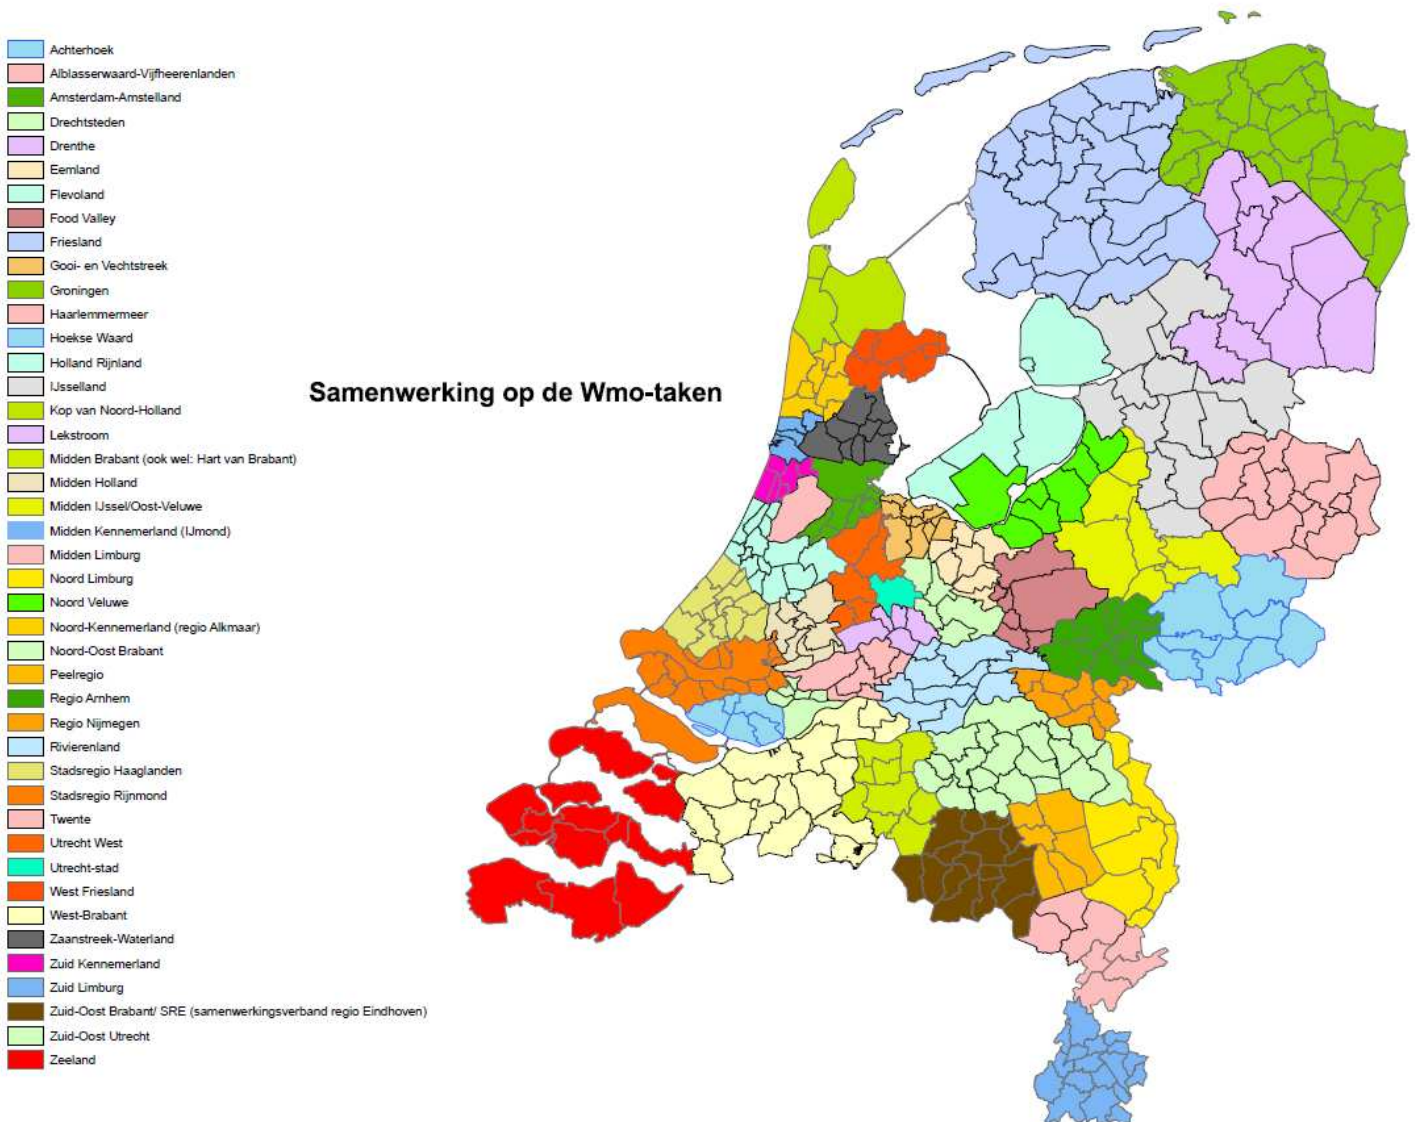 Achterhoek
Alblasserwaard-Vijfheerenlanden
Amsterdam-Amstelland
Drechtsteden
Drenthe
Eemland
Flevoland
Food Valley
Friesland
Gooi- en Vechtstreek
Groningen
Haarlemmermeer
Hoekse Waard
Holland Rijnland
IJsselland
Kop van Noord-Holland
Lekstroom
Midden Brabant (ook wel: Hart van Brabant)
Midden Holland
Midden IJssel/Oost-Veluwe
Midden Kennemerland (IJmond)
Midden Limburg
Noord Limburg
Noord Veluwe
Noord-Kennemerland (regio Alkmaar)
Noord-Oost Brabant
Peelregio
Regio Arnhem
Regio Nijmegen
Rivierenland
Stadsregio Haaglanden
Stadsregio Rijnmond
Twente
Utrecht West
Utrecht-stad
West Friesland
West-Brabant
Zaanstreek-Waterland
Zuid Kennemerland
Zuid Limburg
Zuid-Oost Brabant/ SRE (samenwerkingsverband regio Eindhoven)
Zuid-Oost Utrecht
Zeeland
Samenwerking op de Wmo-taken